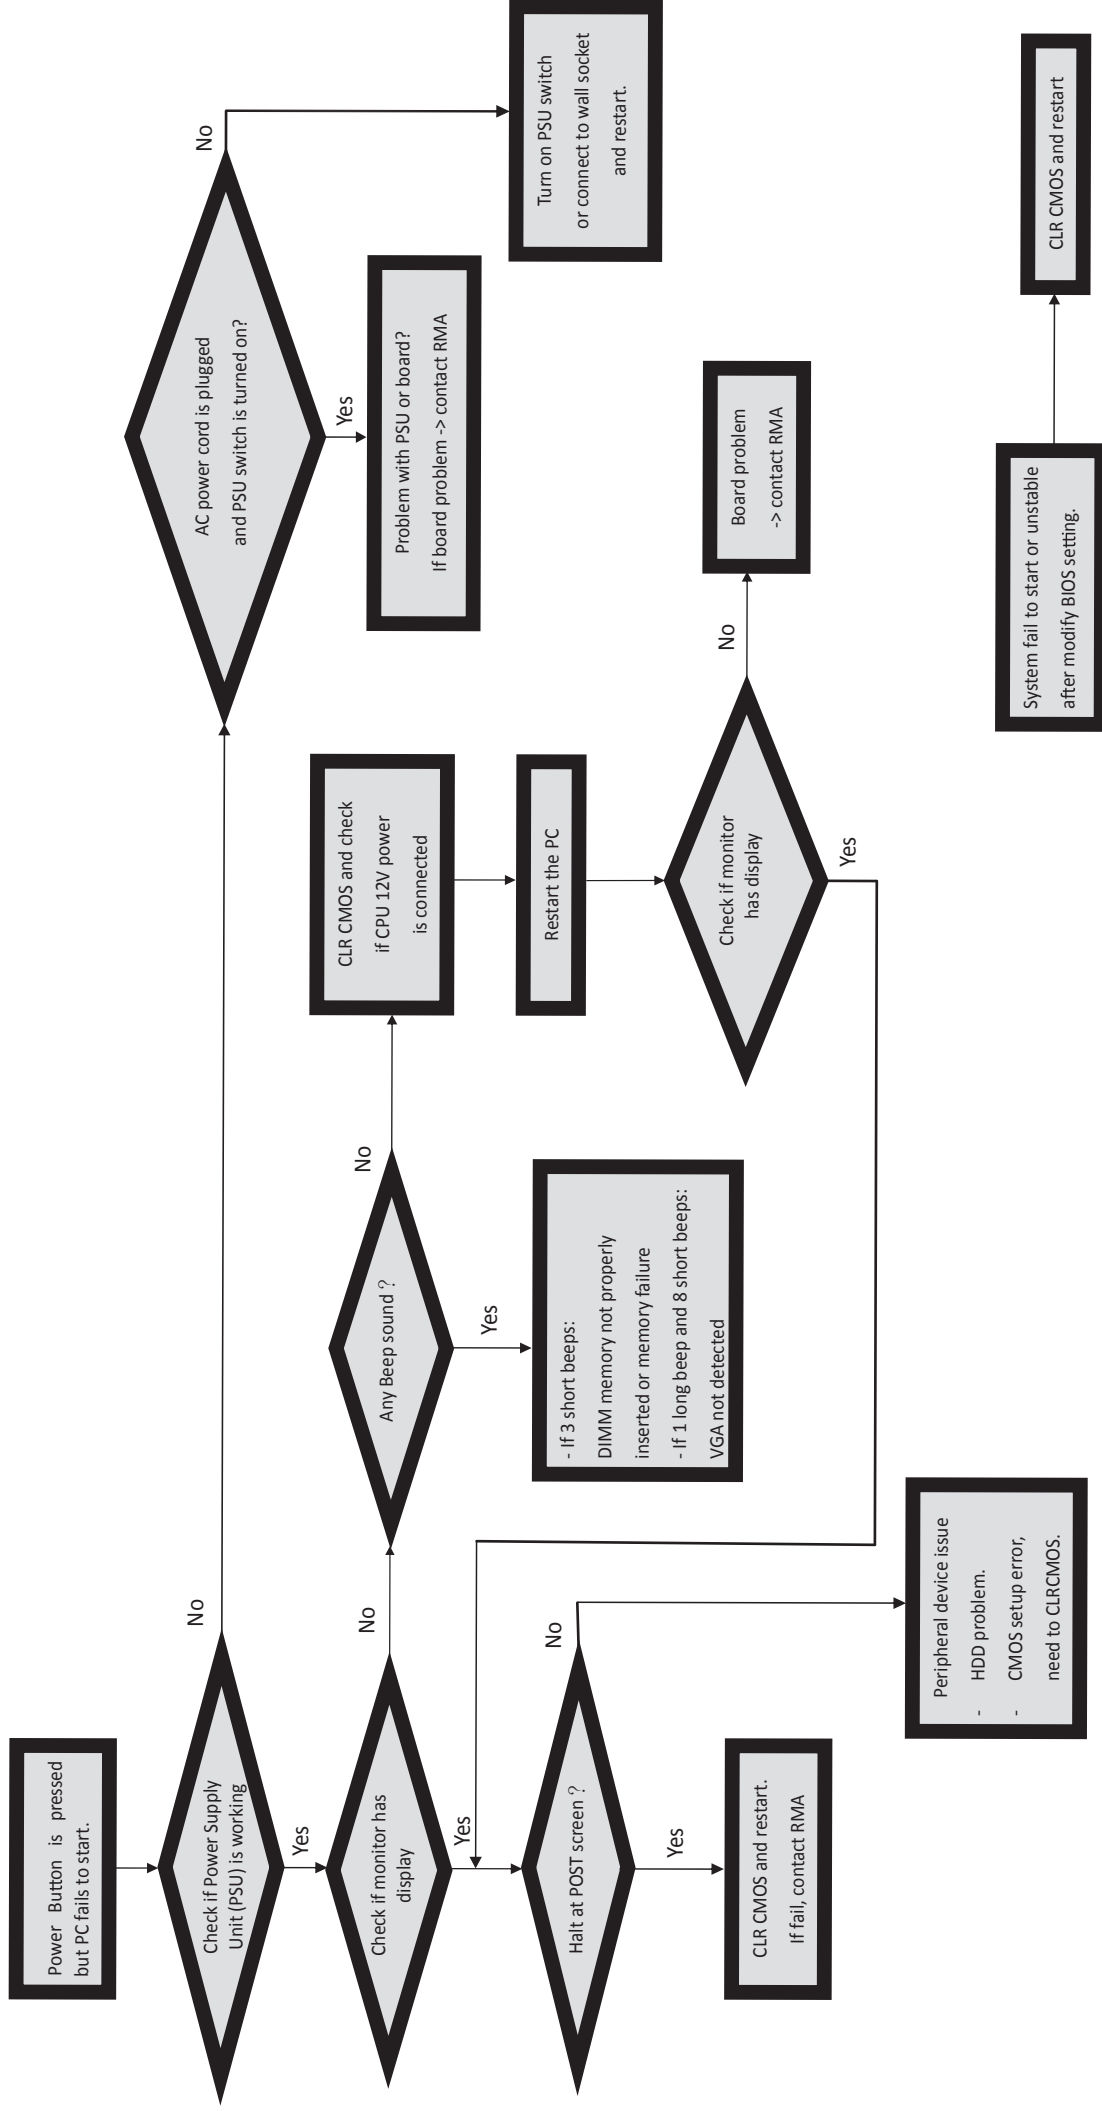 Power Button is pressed
but PC fails to start.
Check if Power Supply
Unit (PSU) is working
No
AC power cord is plugged
and PSU switch is turned on?
No
Turn on PSU switch
or connect to wall socket
and restart.
Yes
Problem with PSU or board?
If board problem -> contact RMA
Yes
Check if monitor has
display
No
Any Beep sound ?
No
CLR CMOS and check
if CPU 12V power
is connected
Restart the PC
Check if monitor
has display
No
Board problem
-> contact RMA
Yes
Yes
- If 3 short beeps:
DIMM memory not properly
inserted or memory failure
- If 1 long beep and 8 short beeps:
VGA not detected
Yes
Halt at POST screen ?
No
Peripheral device issue
- HDD problem.
- CMOS setup error,
need to CLRCMOS.
Yes
CLR CMOS and restart.
If fail, contact RMA
System fail to start or unstable
after modify BIOS setting.
CLR CMOS and restart